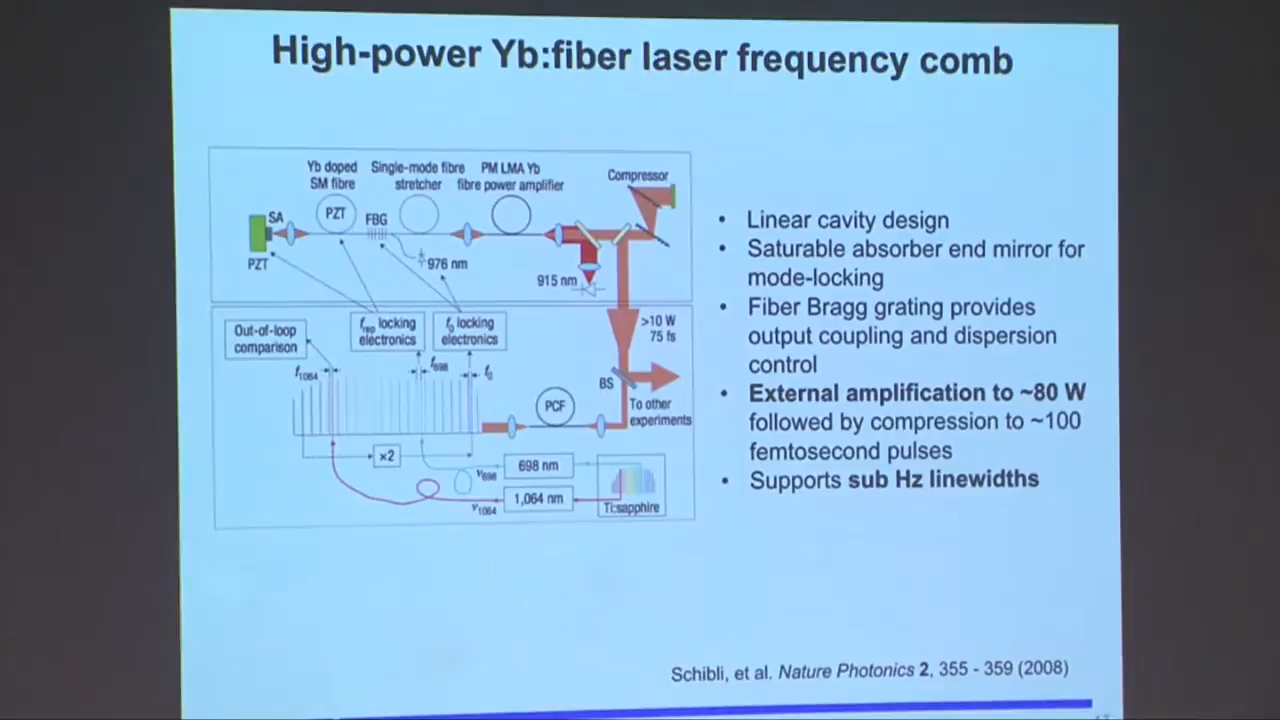 High-power Yb:fiber laser frequency comb
Yb doped
SM fibre
Single-mode fibre
stretcher
PM LMA Yb
fibre power amplifier
Compressor
SA
PZT
FBG
PZT
976 nm
915 nm
Out-of-loop
comparison
frep locking
electronics
f0 locking
electronics
>10 W
75 fs
f1064
f698
f0
BS
PCF
To other
experiments
x2
ν698
698 nm
1,064 nm
ν1064
Ti:sapphire
• Linear cavity design
• Saturable absorber end mirror for
mode-locking
• Fiber Bragg grating provides
output coupling and dispersion
control
• External amplification to ~80 W
followed by compression to ~100
femtosecond pulses
• Supports sub Hz linewidths
Schibli, et al. Nature Photonics 2, 355 - 359 (2008)